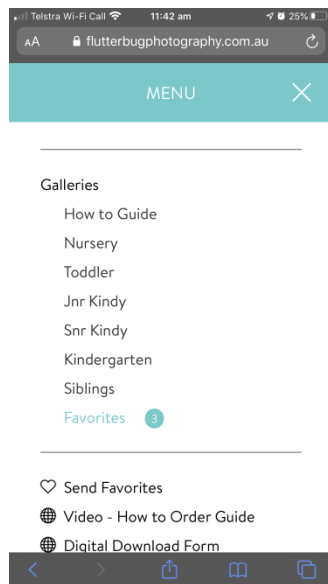 Telstra Wi-Fi Call 11:42 am 25%
AA flutterbugphotography.com.au
MENU
Galleries
How to Guide
Nursery
Toddler
Jnr Kindy
Snr Kindy
Kindergarten
Siblings
Favorites 3
Send Favorites
Video - How to Order Guide
Digital Download Form